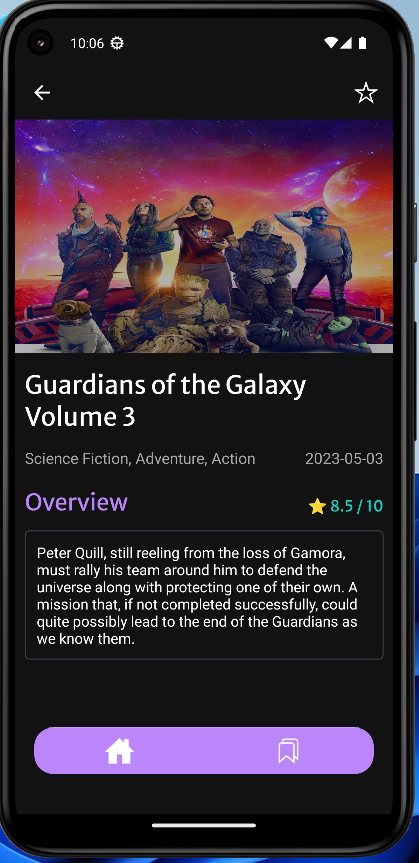 10:06
Guardians of the Galaxy
Volume 3
Science Fiction, Adventure, Action 2023-05-03
Overview 8.5 / 10
Peter Quill, still reeling from the loss of Gamora,
must rally his team around him to defend the
universe along with protecting one of their own. A
mission that, if not completed successfully, could
quite possibly lead to the end of the Guardians as
we know them.